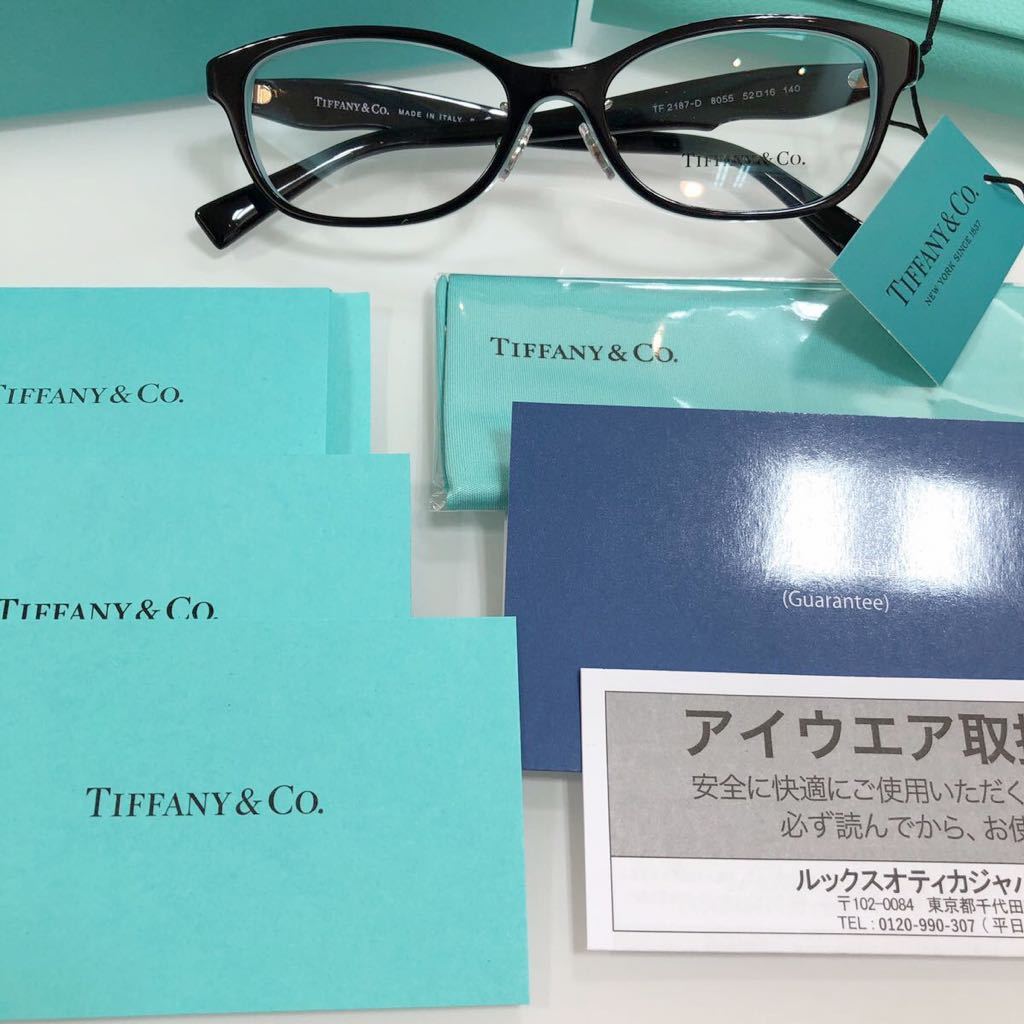 TIFFANY & CO. MADE IN ITALY
TF 2187-D 8055 52□16 140
TIFFANY & CO.
TIFFANY & CO.
NEW YORK SINCE 1837
TIFFANY & CO.
TIFFANY & CO.
TIFFANY & CO.
TIFFANY & CO.
(Guarantee)
アイウエア取扱
安全に快適にご使用いただく
必ず読んでから、お使
ルックスオティカジャパ
〒102-0084 東京都千代田
TEL : 0120-990-307 ( 平日